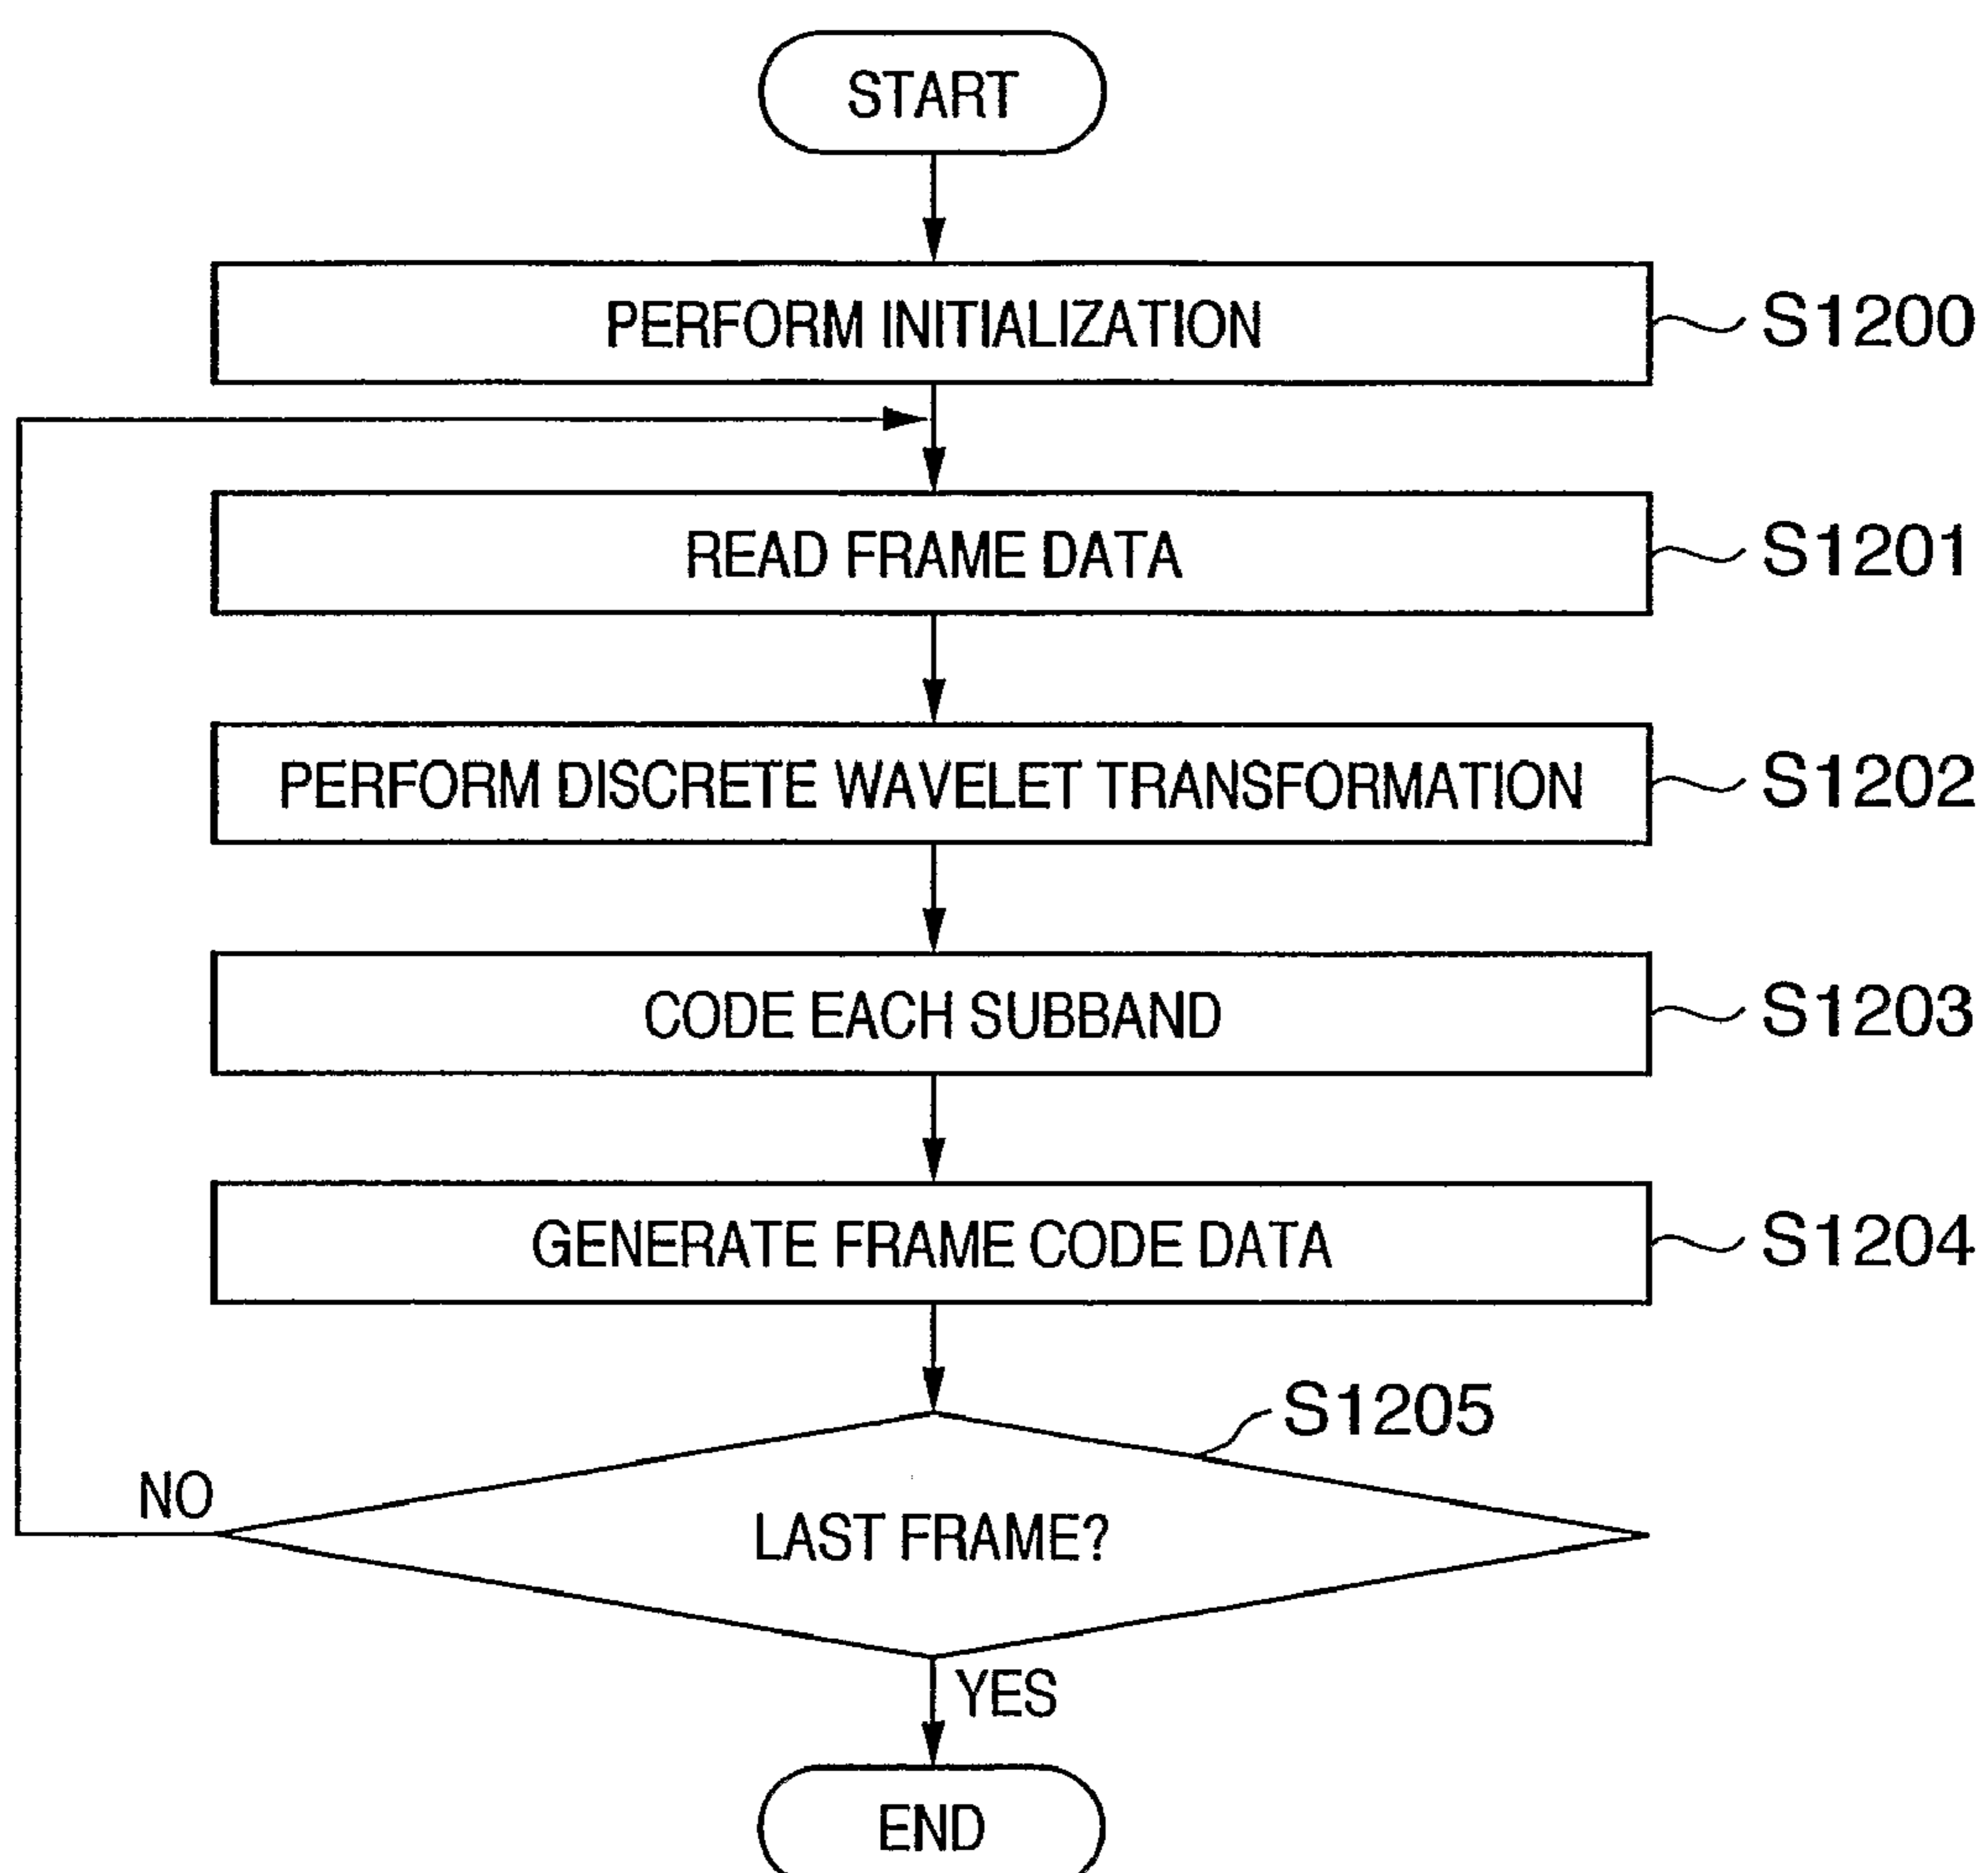 START
PERFORM INITIALIZATION
S1200
READ FRAME DATA
S1201
PERFORM DISCRETE WAVELET TRANSFORMATION
S1202
CODE EACH SUBBAND
S1203
GENERATE FRAME CODE DATA
S1204
S1205
NO
LAST FRAME?
YES
END